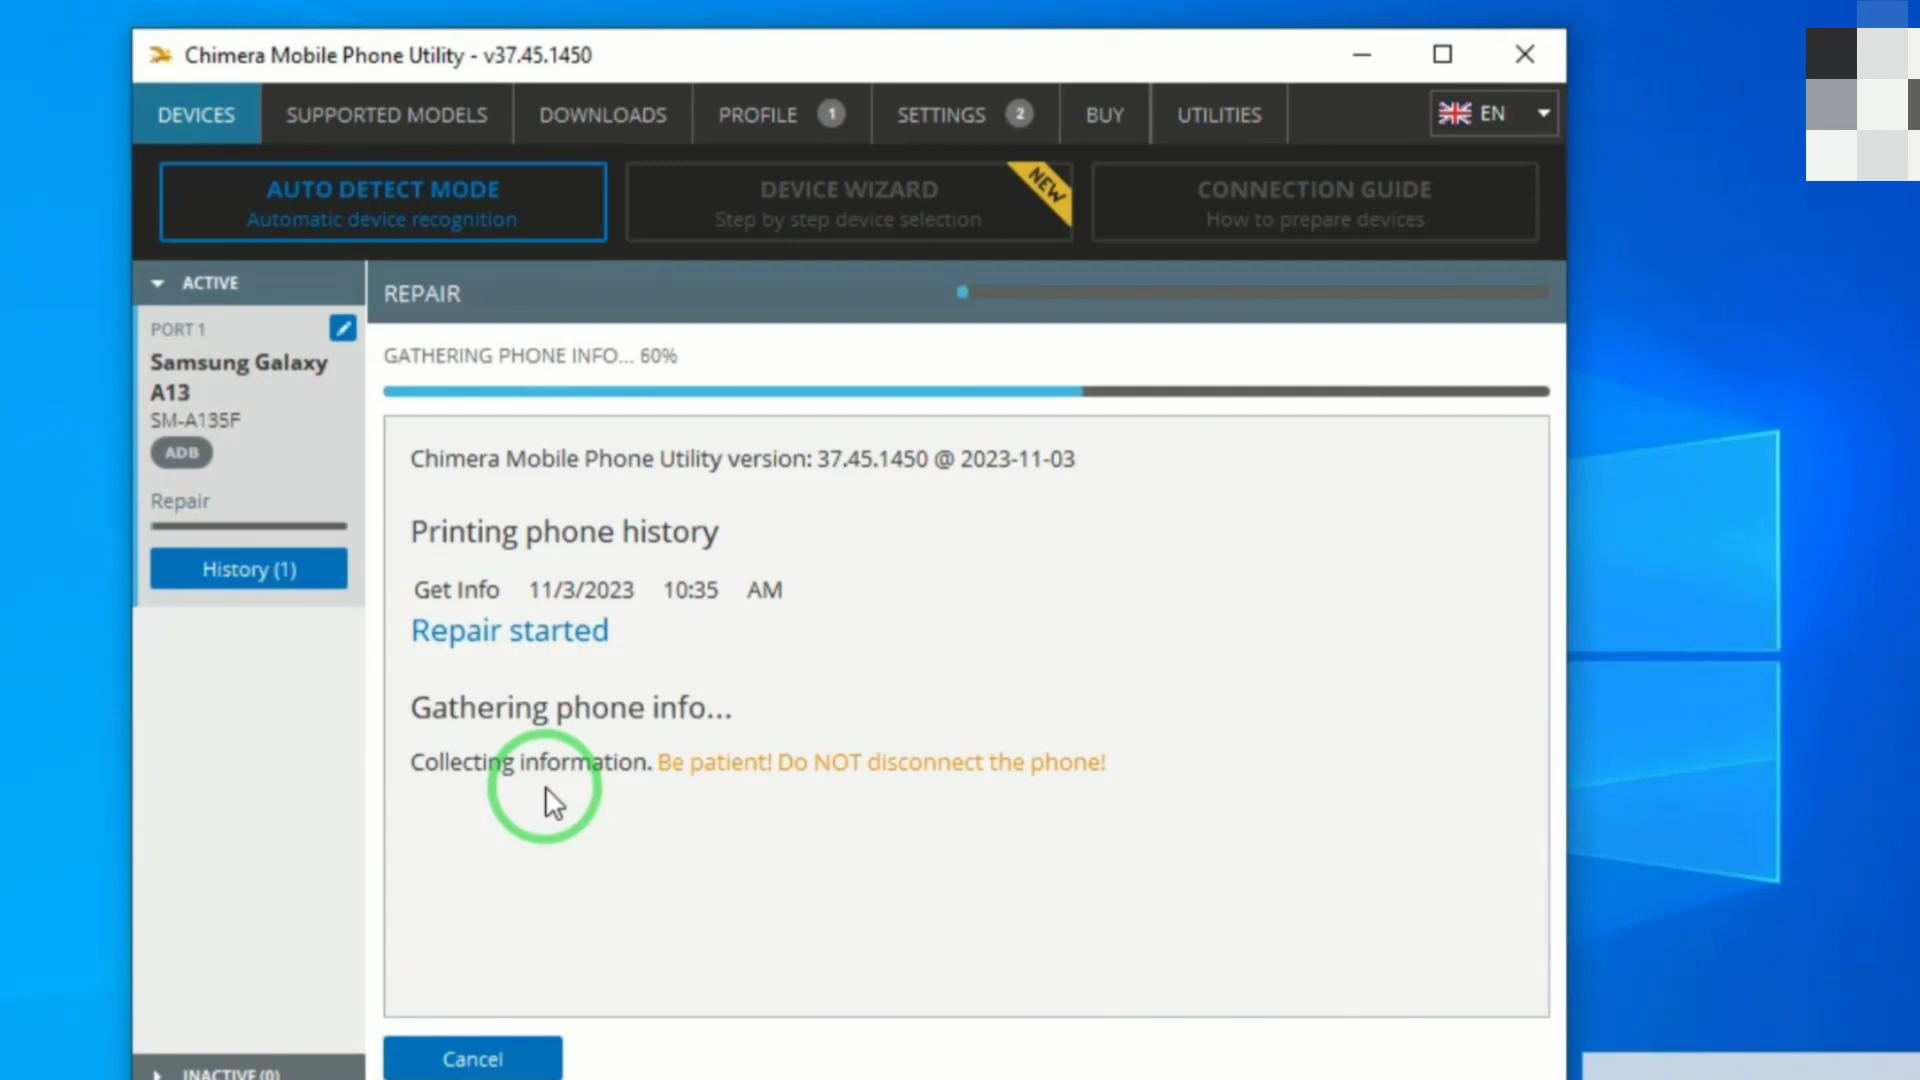 Chimera Mobile Phone Utility - v37.45.1450
DEVICES
SUPPORTED MODELS
DOWNLOADS
PROFILE 1
SETTINGS 2
BUY
UTILITIES
EN
AUTO DETECT MODE
Automatic device recognition
DEVICE WIZARD
Step by step device selection
NEW
CONNECTION GUIDE
How to prepare devices
ACTIVE
PORT 1
Samsung Galaxy
A13
SM-A135F
ADB
Repair
History (1)
INACTIVE (0)
REPAIR
GATHERING PHONE INFO... 60%
Chimera Mobile Phone Utility version: 37.45.1450 @ 2023-11-03
Printing phone history
Get Info 11/3/2023 10:35 AM
Repair started
Gathering phone info...
Collecting information. Be patient! Do NOT disconnect the phone!
Cancel